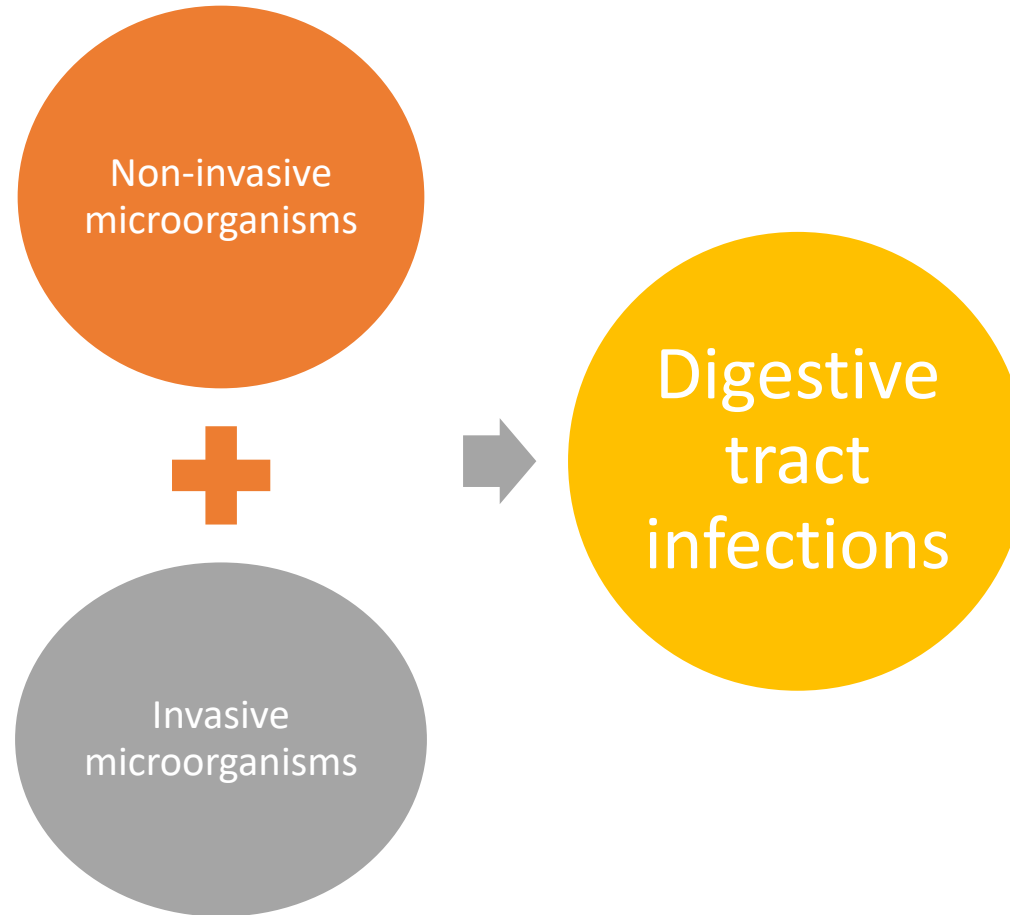 Non-invasive
microorganisms
Invasive
microorganisms
Digestive
tract
infections